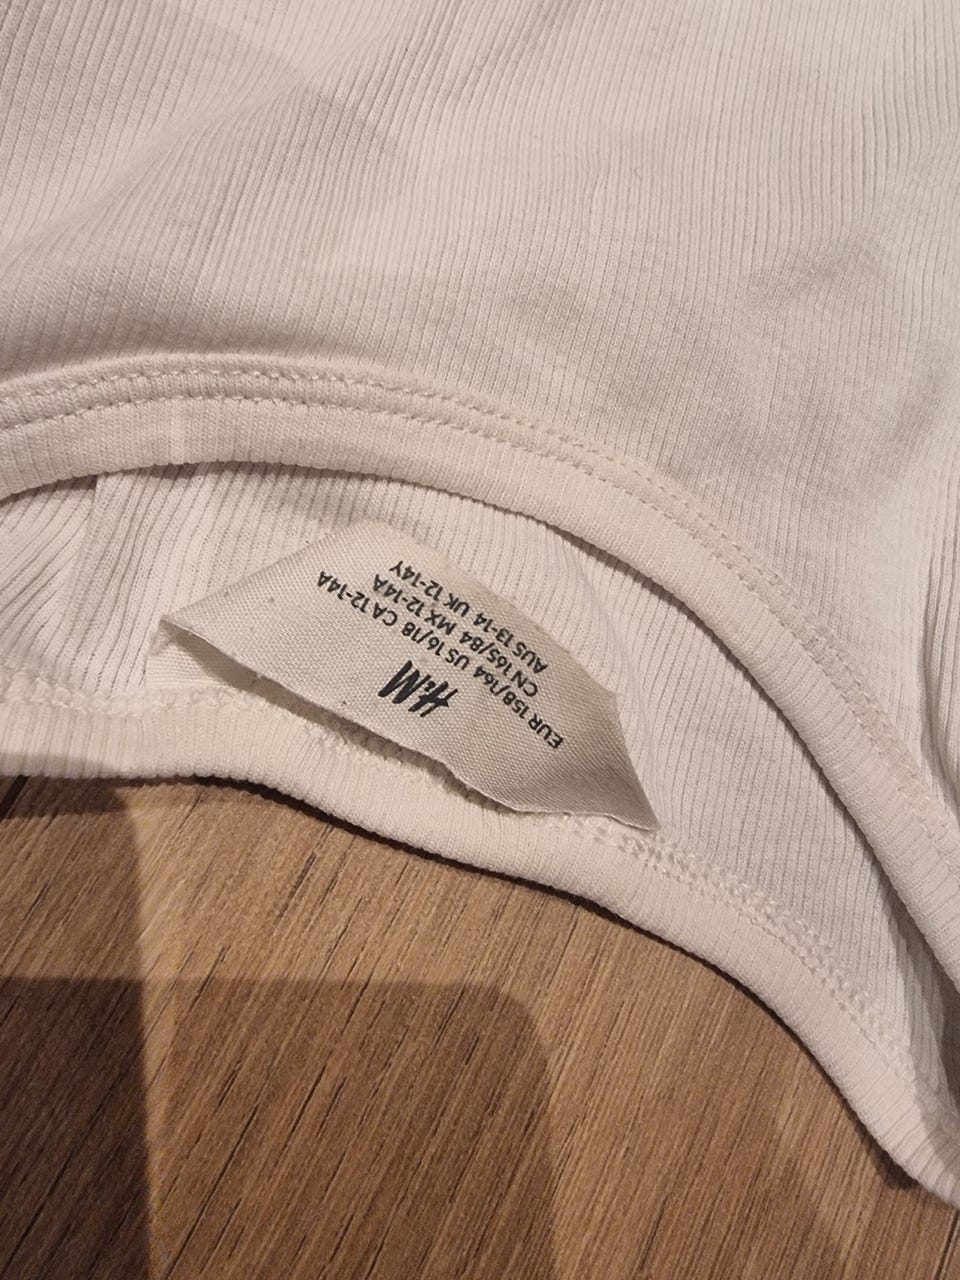 H&M
EUR 158/164 US 16/18 CA 12-14A
CN 165/84 MX 12-14A
AUS 13-14 UK 12-14Y